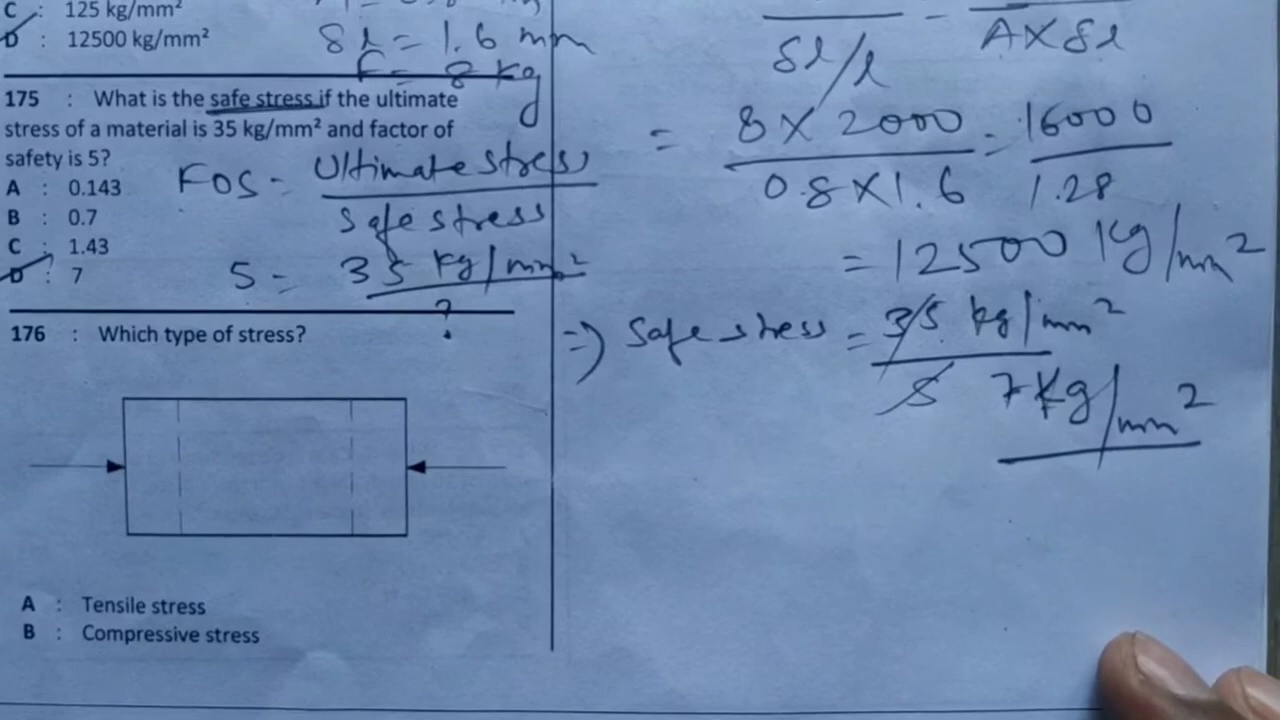 C : 125 kg/mm²
D : 12500 kg/mm²
δl = 1.6 mm
F = 8 kg
175 : What is the safe stress if the ultimate
stress of a material is 35 kg/mm² and factor of
safety is 5?
A : 0.143
B : 0.7
C : 1.43
D : 7
FOS = Ultimate stress
Safe stress
5 = 35 kg/mm²
?
176 : Which type of stress?
A : Tensile stress
B : Compressive stress
δl/l
A × δl
= 8 × 2000 = 16000
0.8 × 1.6 1.28
= 12500 Kg/mm²
=> Safe stress = 35 kg/mm²
5 7 Kg/mm²